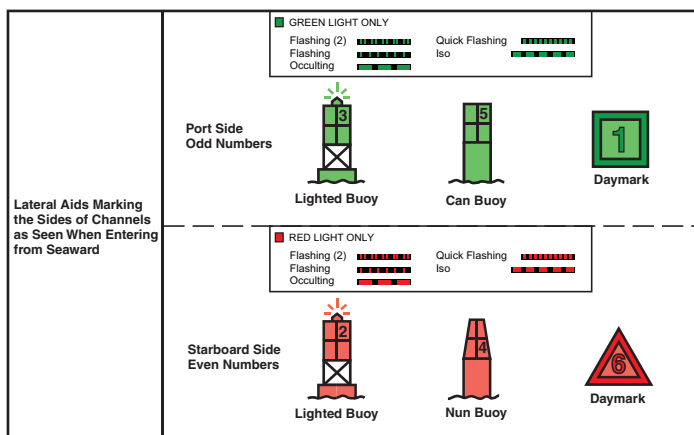 GREEN LIGHT ONLY
Flashing (2)
Quick Flashing
Flashing
Iso
Occulting
Port Side
Odd Numbers
3
5
1
Lighted Buoy
Can Buoy
Daymark
Lateral Aids Marking
the Sides of Channels
as Seen When Entering
from Seaward
RED LIGHT ONLY
Flashing (2)
Quick Flashing
Flashing
Iso
Occulting
Starboard Side
Even Numbers
2
4
6
Lighted Buoy
Nun Buoy
Daymark